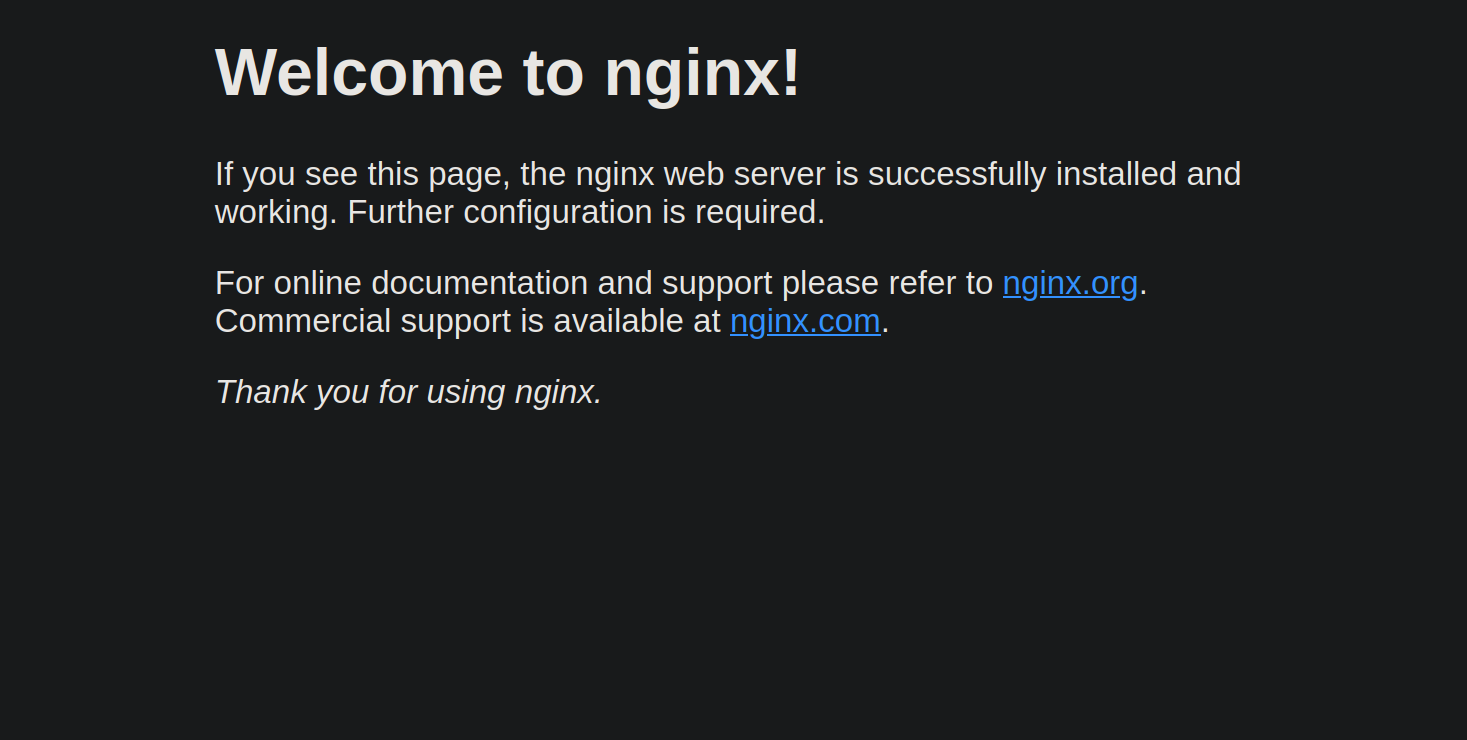 Welcome to nginx!
If you see this page, the nginx web server is successfully installed and
working. Further configuration is required.
For online documentation and support please refer to nginx.org.
Commercial support is available at nginx.com.
Thank you for using nginx.